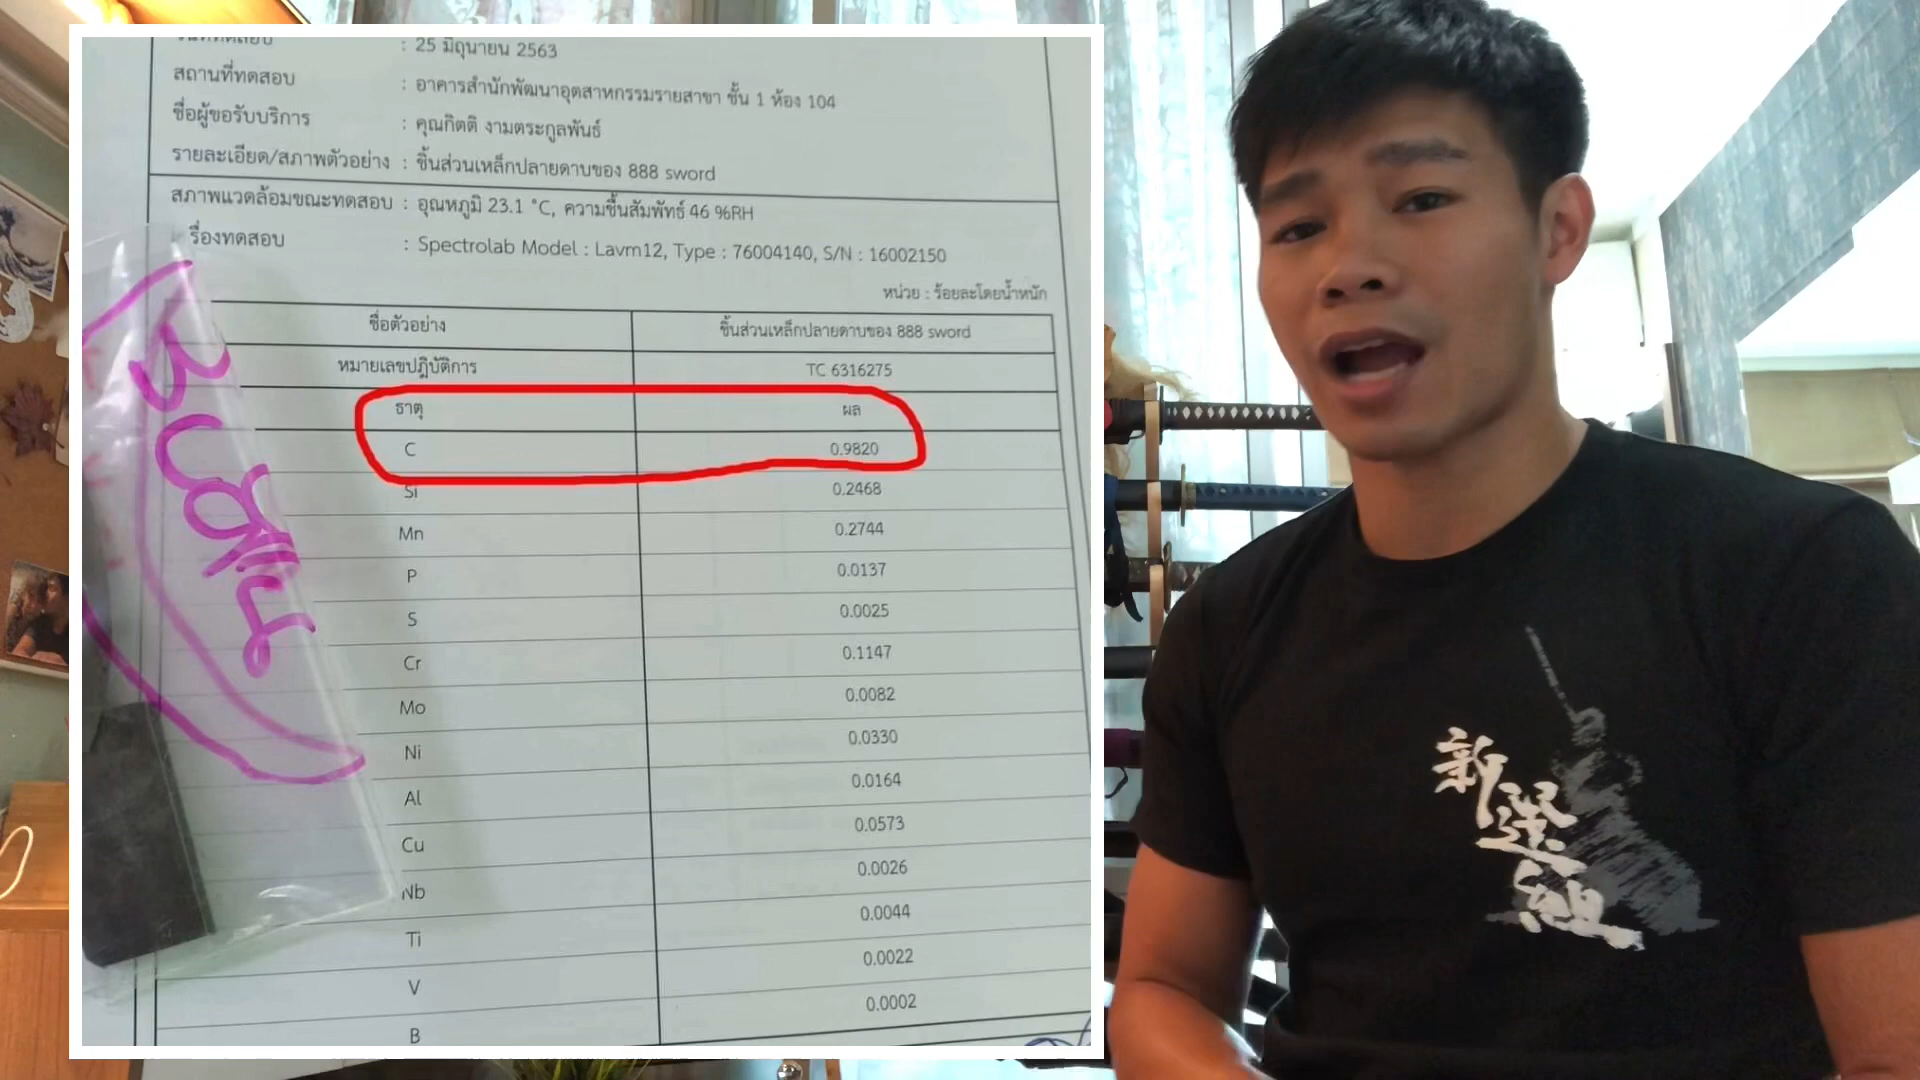 วันที่ทดสอบ : 25 มิถุนายน 2563
สถานที่ทดสอบ : อาคารสำนักพัฒนาอุตสาหกรรมรายสาขา ชั้น 1 ห้อง 104
ชื่อผู้ขอรับบริการ : คุณกิตติ งามตระกูลพันธ์
รายละเอียด/สภาพตัวอย่าง : ชิ้นส่วนเหล็กปลายดาบของ 888 sword
สภาพแวดล้อมขณะทดสอบ : อุณหภูมิ 23.1 °C, ความชื้นสัมพัทธ์ 46 %RH
รื่องทดสอบ : Spectrolab Model : Lavm12, Type : 76004140, S/N : 16002150
หน่วย : ร้อยละโดยน้ำหนัก
ชื่อตัวอย่าง ชิ้นส่วนเหล็กปลายดาบของ 888 sword
หมายเลขปฏิบัติการ TC 6316275
ธาตุ ผล
C 0.9820
Si 0.2468
Mn 0.2744
P 0.0137
S 0.0025
Cr 0.1147
Mo 0.0082
Ni 0.0330
Al 0.0164
Cu 0.0573
Nb 0.0026
Ti 0.0044
V 0.0022
B 0.0002
新選組